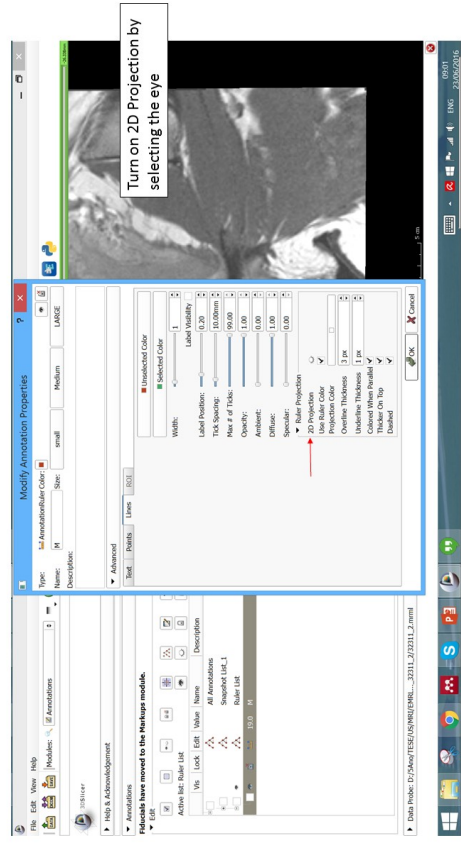 Turn on 2D Projection by
selecting the eye
File Edit View Help
Modules:
Annotations
3DSlicer
Help & Acknowledgement
Annotations
Fiducials have moved to the Markups module.
Edit
Active list: Ruler List
Vis Lock Edit Value Name Description
All Annotations
Snapshot List_1
Ruler List
19.0 M
Data Probe: D:/5Ano/TESE/US/MRI/EMRI..._32311_2/32311_2.mrml
Modify Annotation Properties
? ×
Type: AnnotationRuler Color:
Name: M Size: small Medium LARGE
Description:
Advanced
Text Points Lines ROI
Unselected Color
Selected Color
Width: 1
Label Visibility
Label Position: 0.20
Tick Spacing: 10.00mm
Max # of Ticks: 99.00
Opacity: 1.00
Ambient: 0.00
Diffuse: 1.00
Specular: 0.00
Ruler Projection
2D Projection
Use Ruler Color
Projection Color
Overline Thickness 3 px
Underline Thickness 1 px
Colored When Parallel
Thicker On Top
Dashed
OK Cancel
5 cm
ENG
09:01
23/06/2016